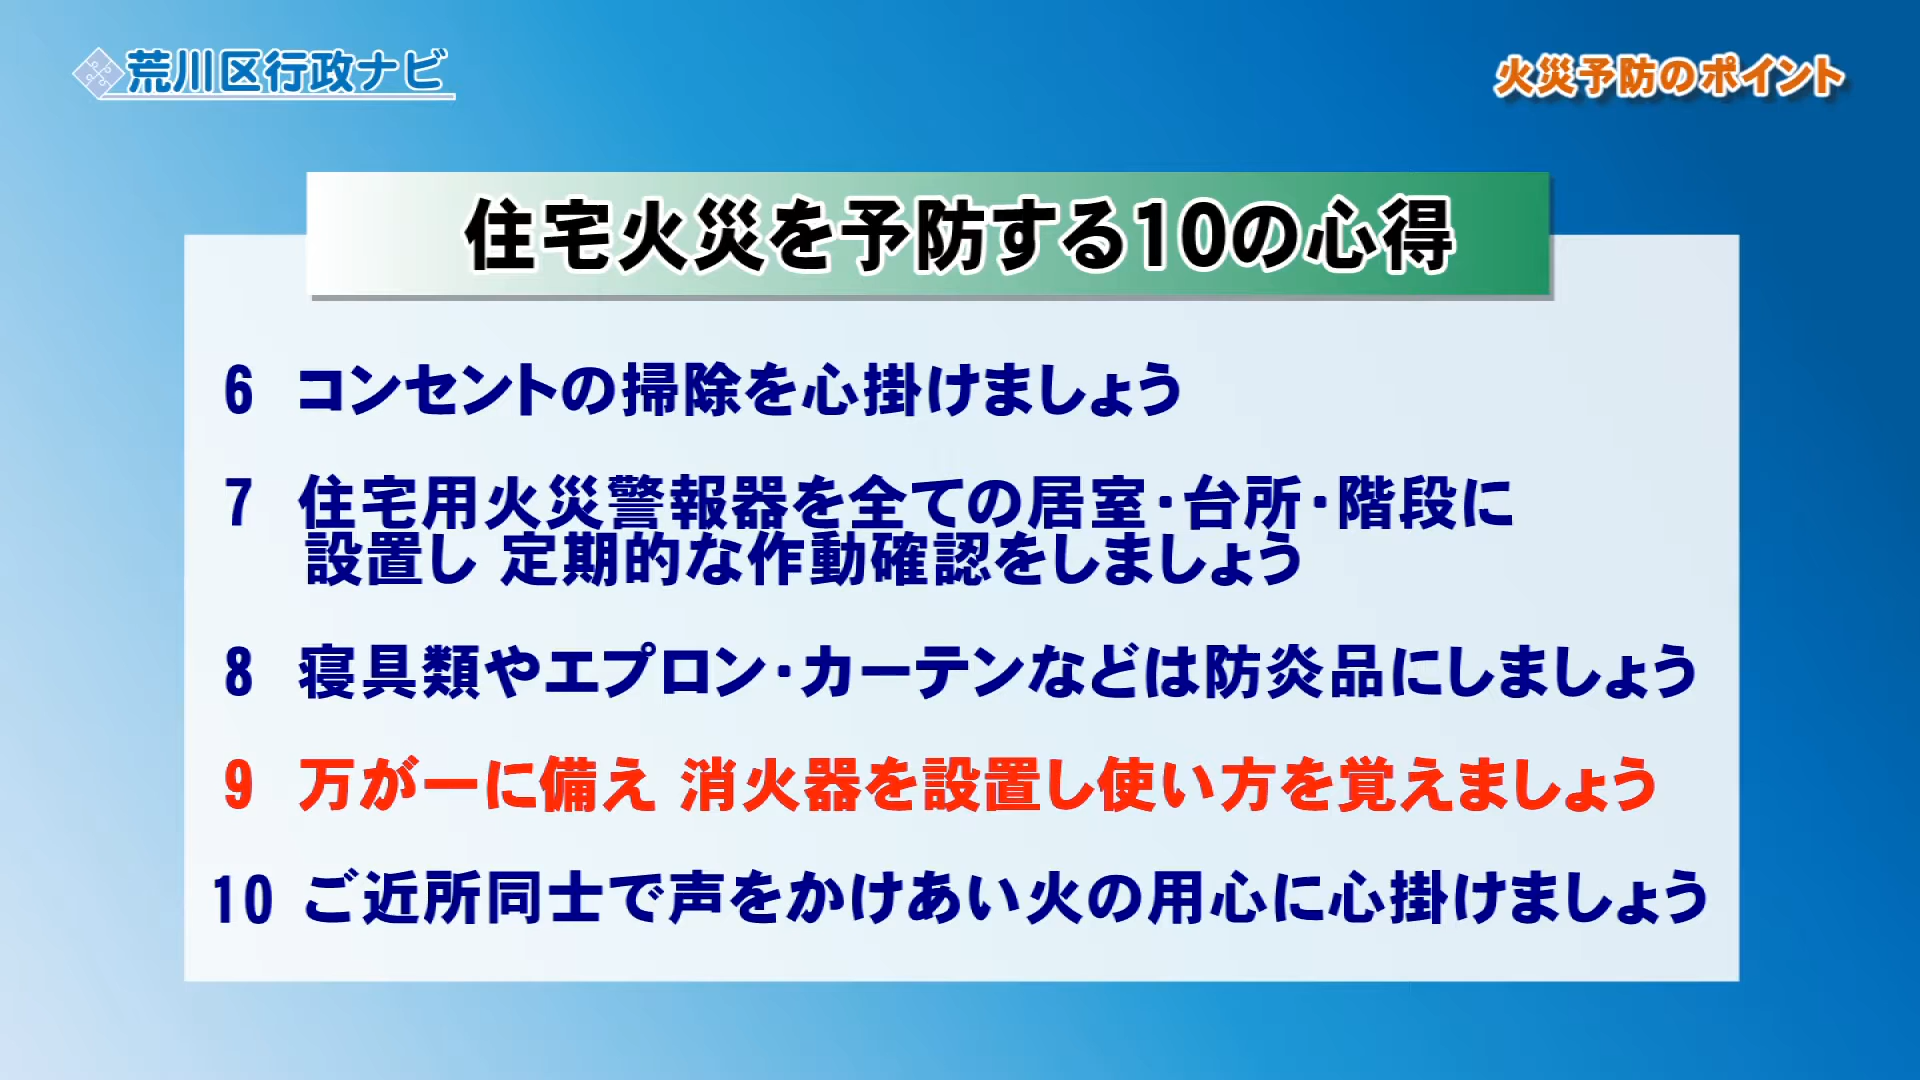 荒川区行政ナビ
火災予防のポイント
住宅火災を予防する10の心得
6 コンセントの掃除を心掛けましょう
7 住宅用火災警報器を全ての居室・台所・階段に
設置し 定期的な作動確認をしましょう
8 寝具類やエプロン・カーテンなどは防炎品にしましょう
9 万が一に備え 消火器を設置し使い方を覚えましょう
10 ご近所同士で声をかけあい火の用心に心掛けましょう